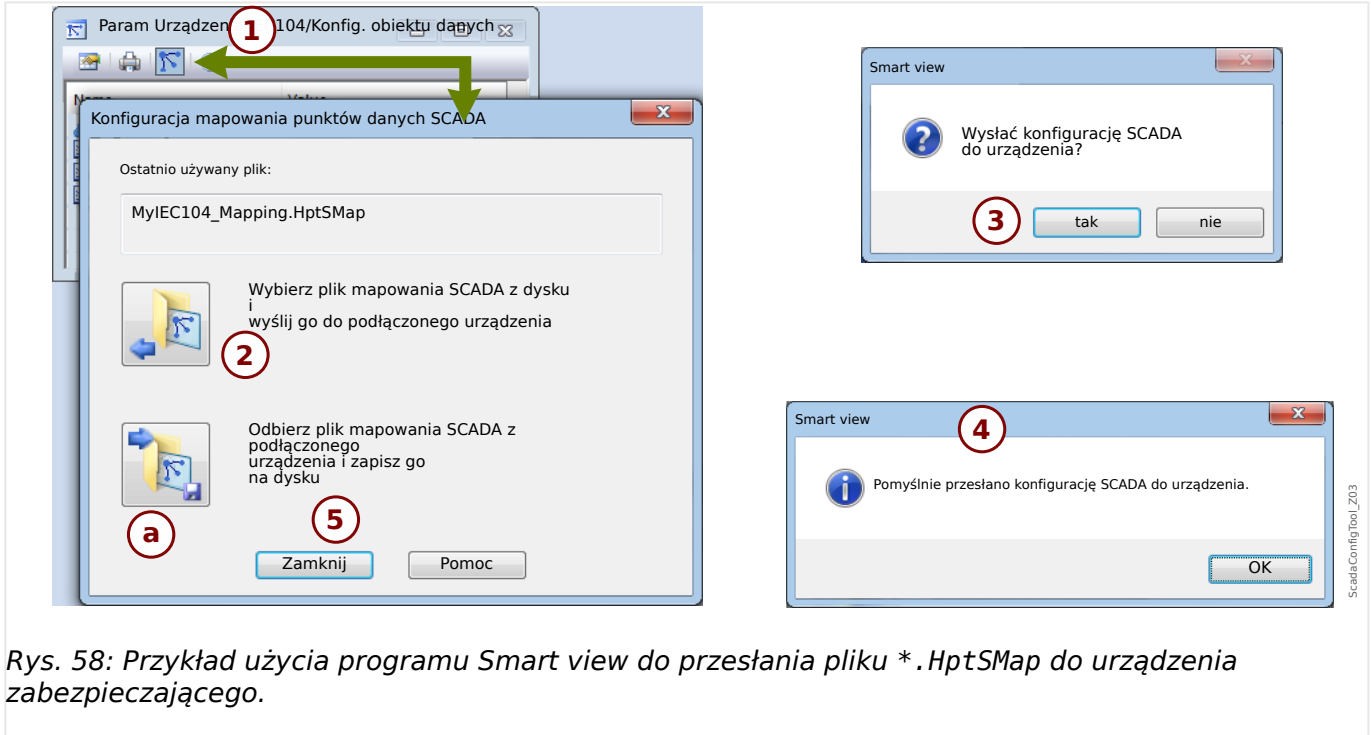 Param Urządzen 1 104/Konfig. obiektu danych
Konfiguracja mapowania punktów danych SCADA
Ostatnio używany plik:
MyIEC104_Mapping.HptSMap
Wybierz plik mapowania SCADA z dysku
i
wyślij go do podłączonego urządzenia
2
Odbierz plik mapowania SCADA z
podłączonego
urządzenia i zapisz go
na dysku
a
5
Zamknij Pomoc
Smart view
Wysłać konfigurację SCADA
do urządzenia?
3 tak nie
Smart view
4
Pomyślnie przesłano konfigurację SCADA do urządzenia.
OK
ScadaConfigTool_Z03
Rys. 58: Przykład użycia programu Smart view do przesłania pliku *.HptSMap do urządzenia
zabezpieczającego.